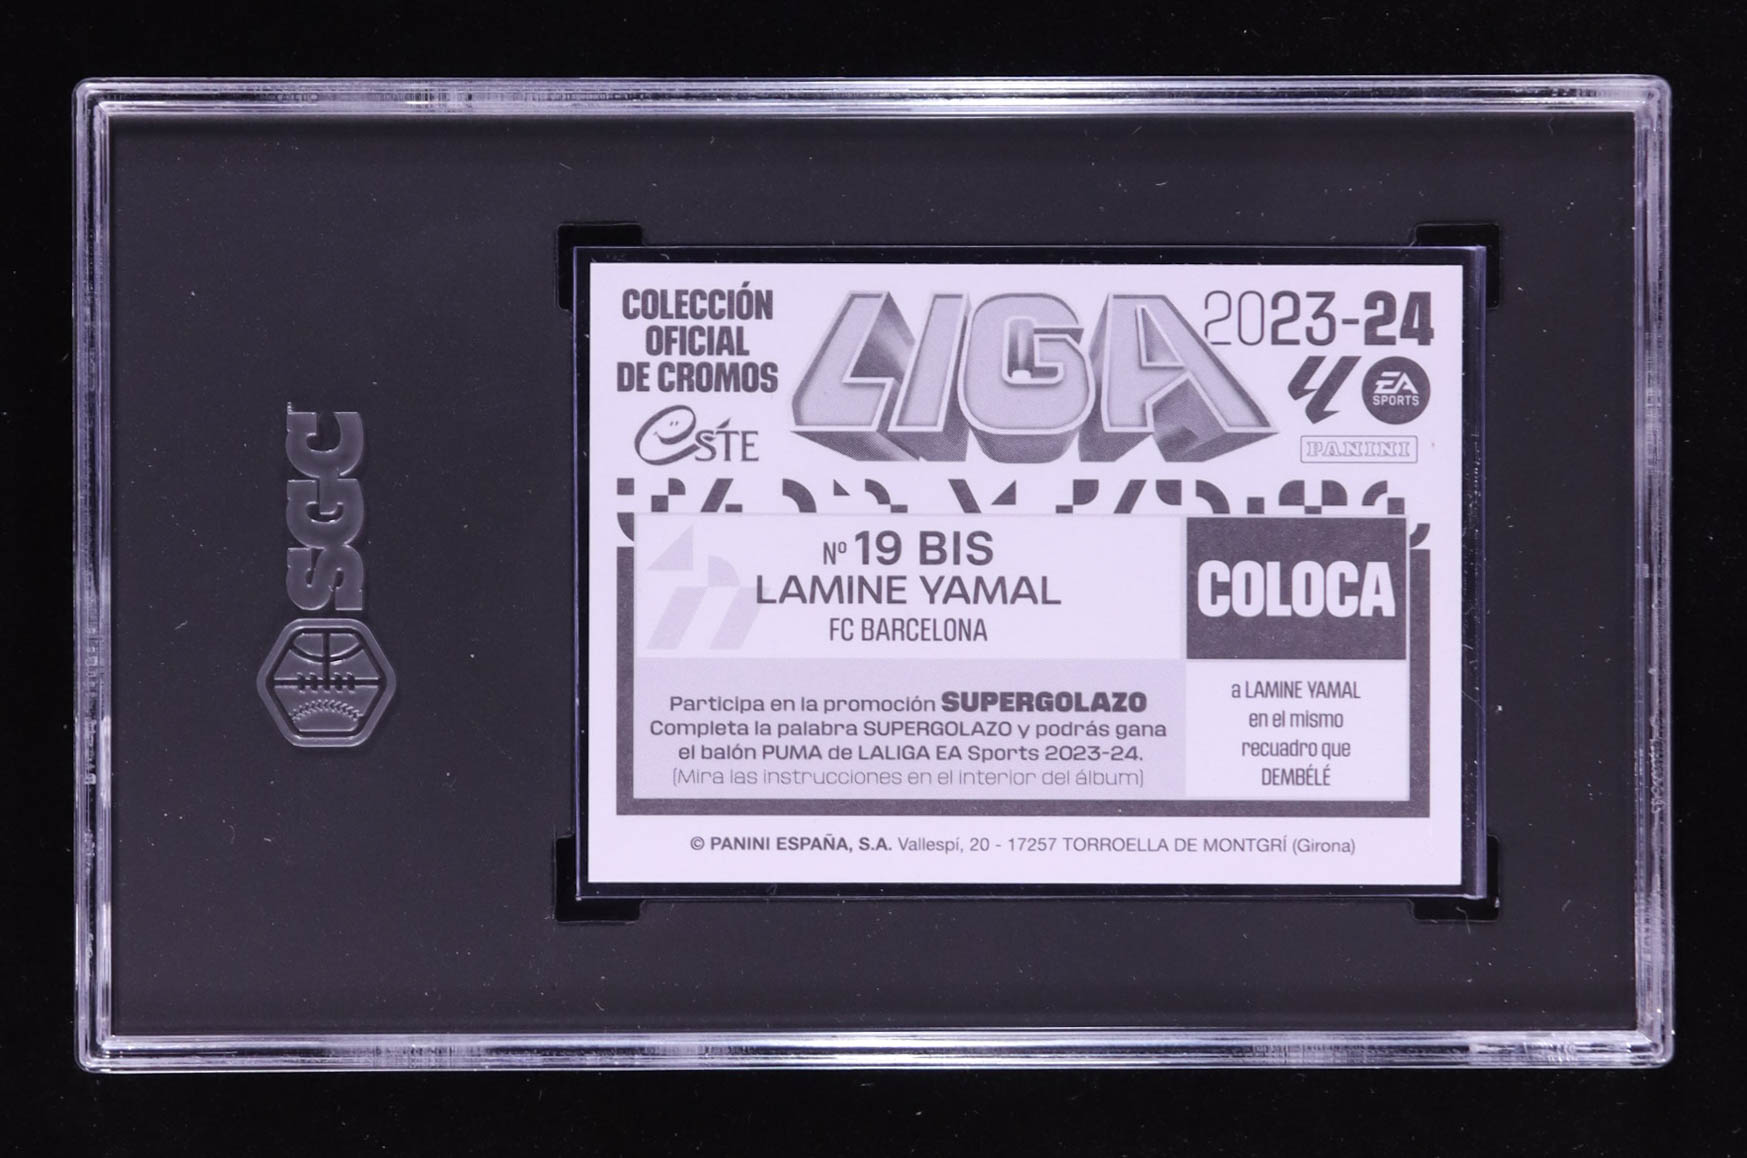 COLECCIÓN
OFICIAL
DE CROMOS
ESTE
LIGA
2023-24
EA
SPORTS
PANINI
Nº 19 BIS
LAMINE YAMAL
FC BARCELONA
COLOCA
a LAMINE YAMAL
en el mismo
recuadro que
DEMBÉLÉ
Participa en la promoción SUPERGOLAZO
Completa la palabra SUPERGOLAZO y podrás gana
el balón PUMA de LALIGA EA Sports 2023-24.
(Mira las instrucciones en el interior del álbum)
© PANINI ESPAÑA, S.A. Vallespí, 20 - 17257 TORROELLA DE MONTGRÍ (Girona)
SGC